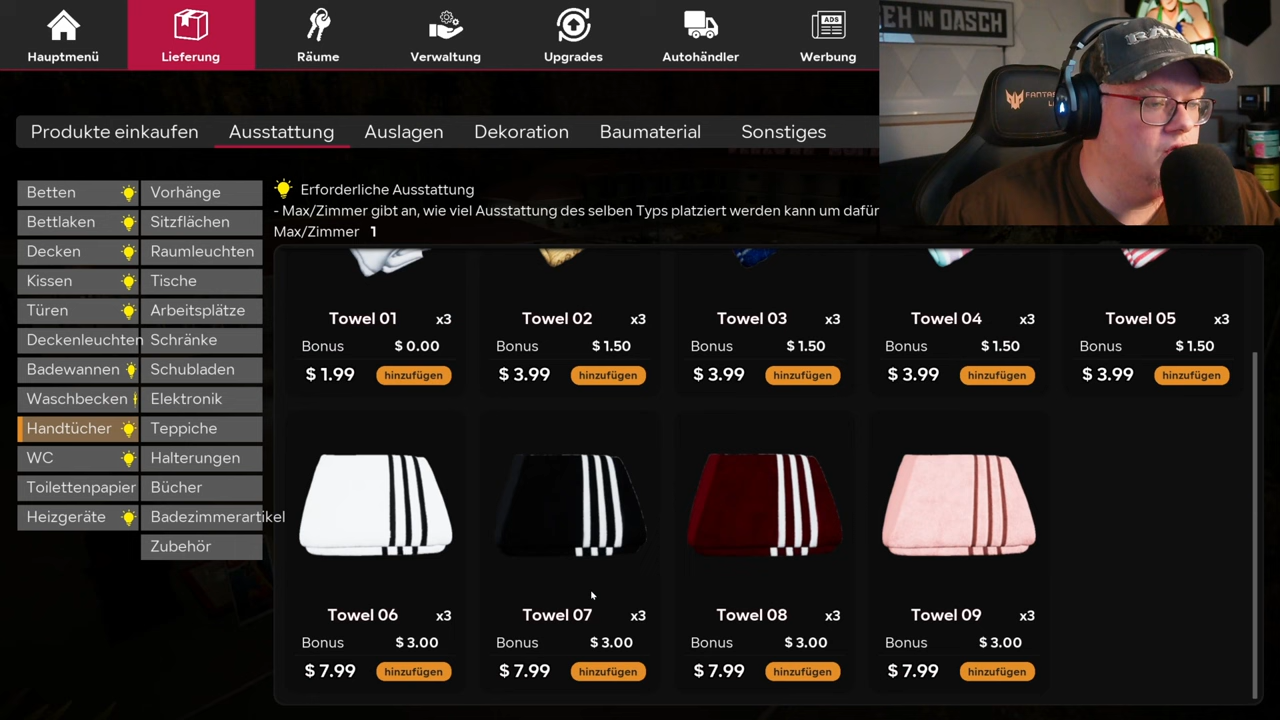 Hauptmenü
Lieferung
Räume
Verwaltung
Upgrades
Autohändler
ADS
Werbung
EH IN DASCH
Produkte einkaufen
Ausstattung
Auslagen
Dekoration
Baumaterial
Sonstiges
Betten
Vorhänge
Bettlaken
Sitzflächen
Decken
Raumleuchten
Kissen
Tische
Türen
Arbeitsplätze
Deckenleuchten
Schränke
Badewannen
Schubladen
Waschbecken
Elektronik
Handtücher
Teppiche
WC
Halterungen
Toilettenpapier
Bücher
Heizgeräte
Badezimmerartikel
Zubehör
Erforderliche Ausstattung
- Max/Zimmer gibt an, wie viel Ausstattung des selben Typs platziert werden kann um dafür
Max/Zimmer 1
Towel 01 x3
Bonus $ 0.00
$ 1.99 hinzufügen
Towel 02 x3
Bonus $ 1.50
$ 3.99 hinzufügen
Towel 03 x3
Bonus $ 1.50
$ 3.99 hinzufügen
Towel 04 x3
Bonus $ 1.50
$ 3.99 hinzufügen
Towel 05 x3
Bonus $ 1.50
$ 3.99 hinzufügen
Towel 06 x3
Bonus $ 3.00
$ 7.99 hinzufügen
Towel 07 x3
Bonus $ 3.00
$ 7.99 hinzufügen
Towel 08 x3
Bonus $ 3.00
$ 7.99 hinzufügen
Towel 09 x3
Bonus $ 3.00
$ 7.99 hinzufügen